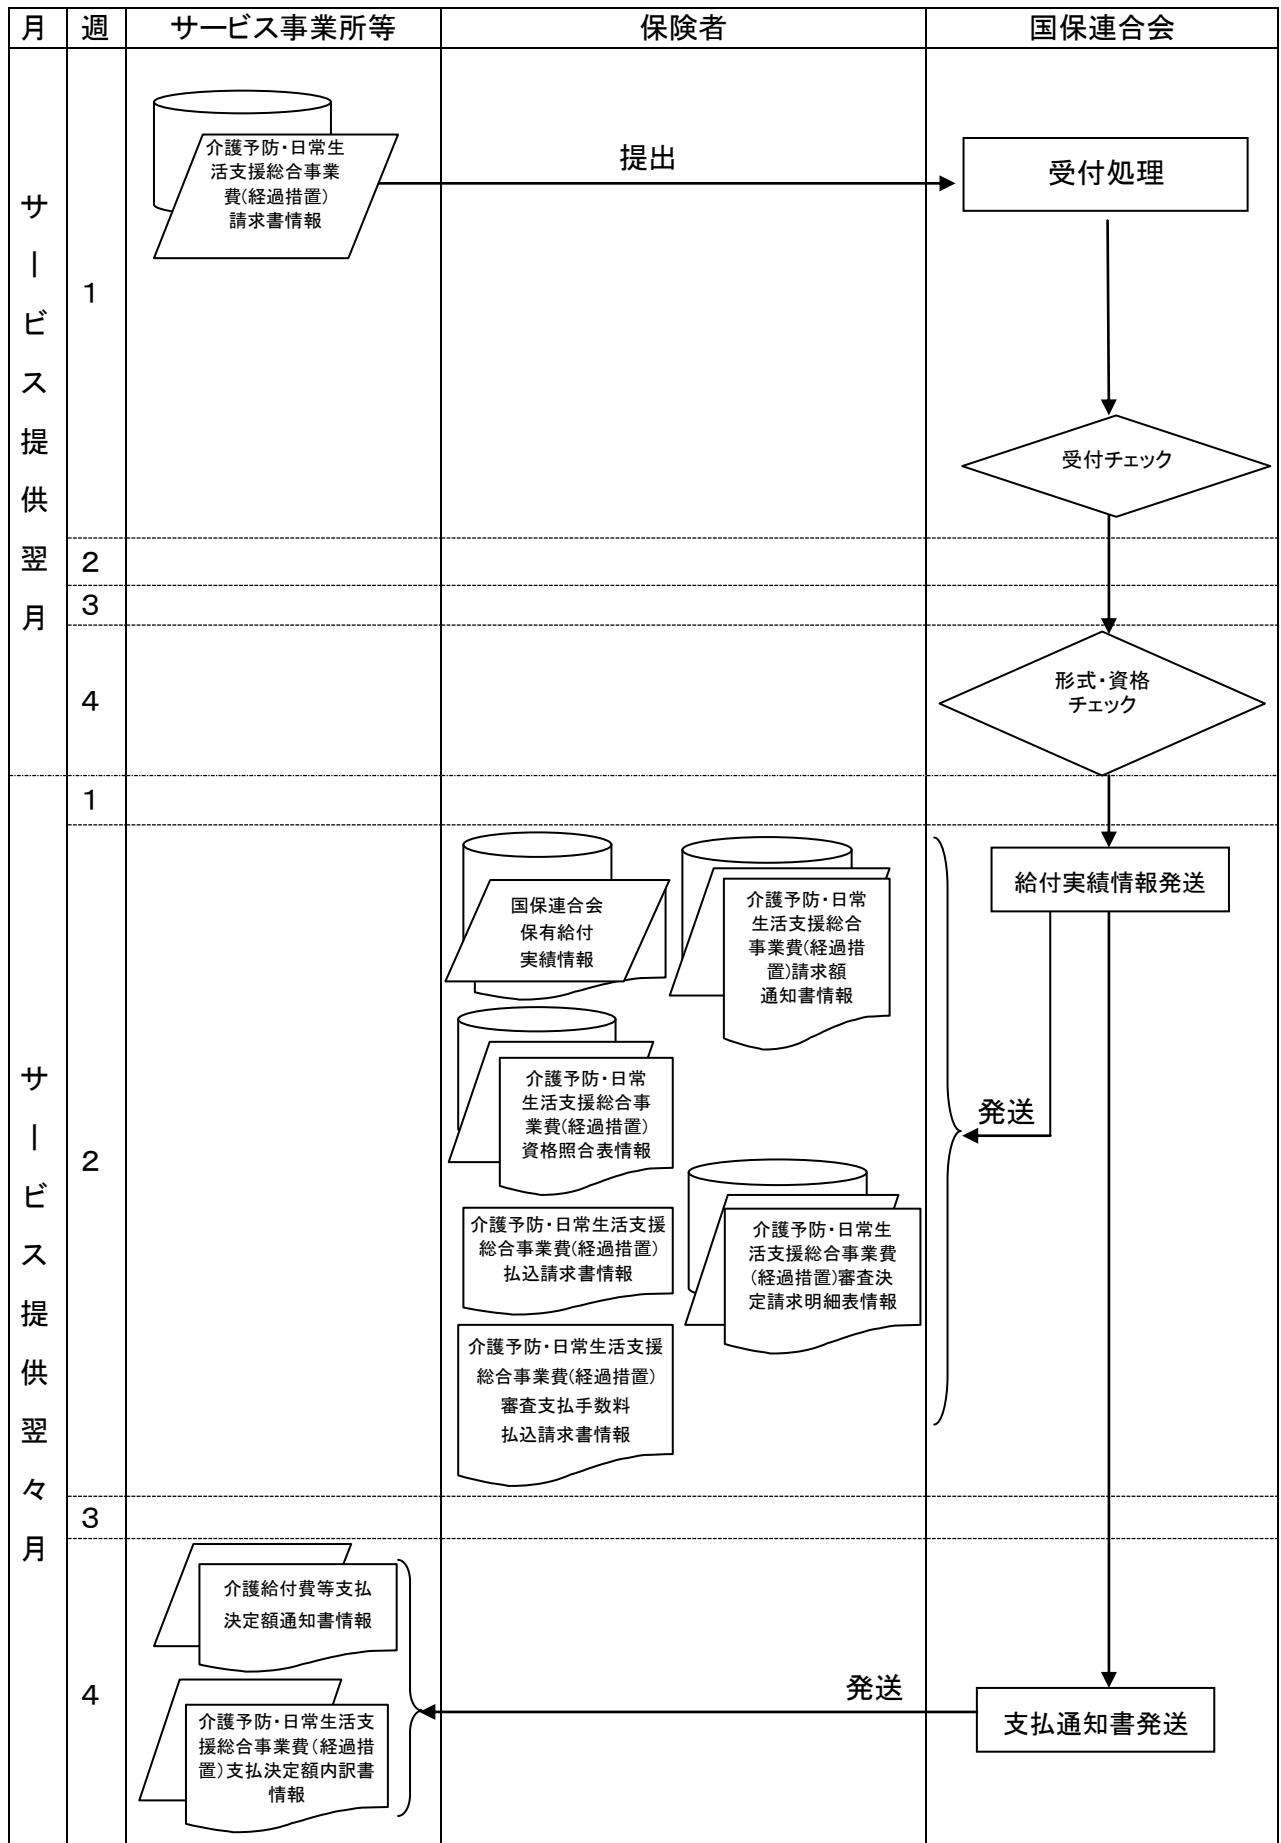 月 週 サービス事業所等 保険者 国保連合会
サービス提供翌月
1
介護予防・日常生
活支援総合事業
費(経過措置)
請求書情報
提出
受付処理
受付チェック
2
3
4
形式・資格
チェック
サービス提供翌々月
1
2
国保連合会
保有給付
実績情報
介護予防・日常
生活支援総合
事業費(経過措
置)請求額
通知書情報
給付実績情報発送
発送
介護予防・日常
生活支援総合事
業費(経過措置)
資格照合表情報
介護予防・日常生活支援
総合事業費(経過措置)
払込請求書情報
介護予防・日常生
活支援総合事業費
(経過措置)審査決
定請求明細表情報
介護予防・日常生活支援
総合事業費(経過措置)
審査支払手数料
払込請求書情報
3
4
介護給付費等支払
決定額通知書情報
介護予防・日常生活支
援総合事業費(経過措
置)支払決定額内訳書
情報
発送
支払通知書発送